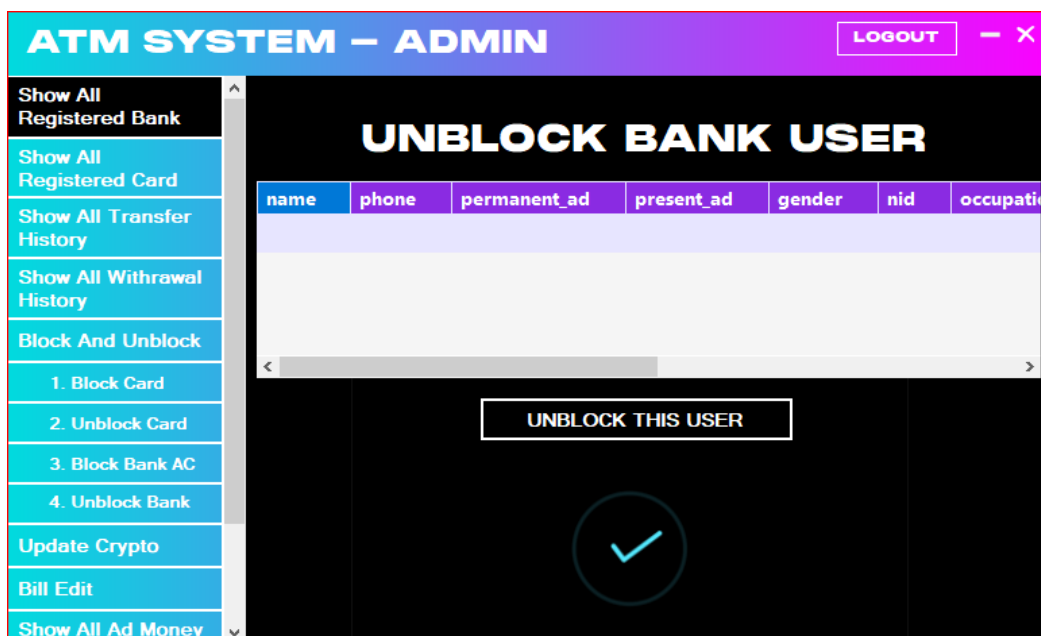 ATM SYSTEM – ADMIN
LOGOUT
Show All
Registered Bank
Show All
Registered Card
Show All Transfer
History
Show All Withrawal
History
Block And Unblock
1. Block Card
2. Unblock Card
3. Block Bank AC
4. Unblock Bank
Update Crypto
Bill Edit
Show All Ad Money
UNBLOCK BANK USER
name phone permanent_ad present_ad gender nid occupati
UNBLOCK THIS USER